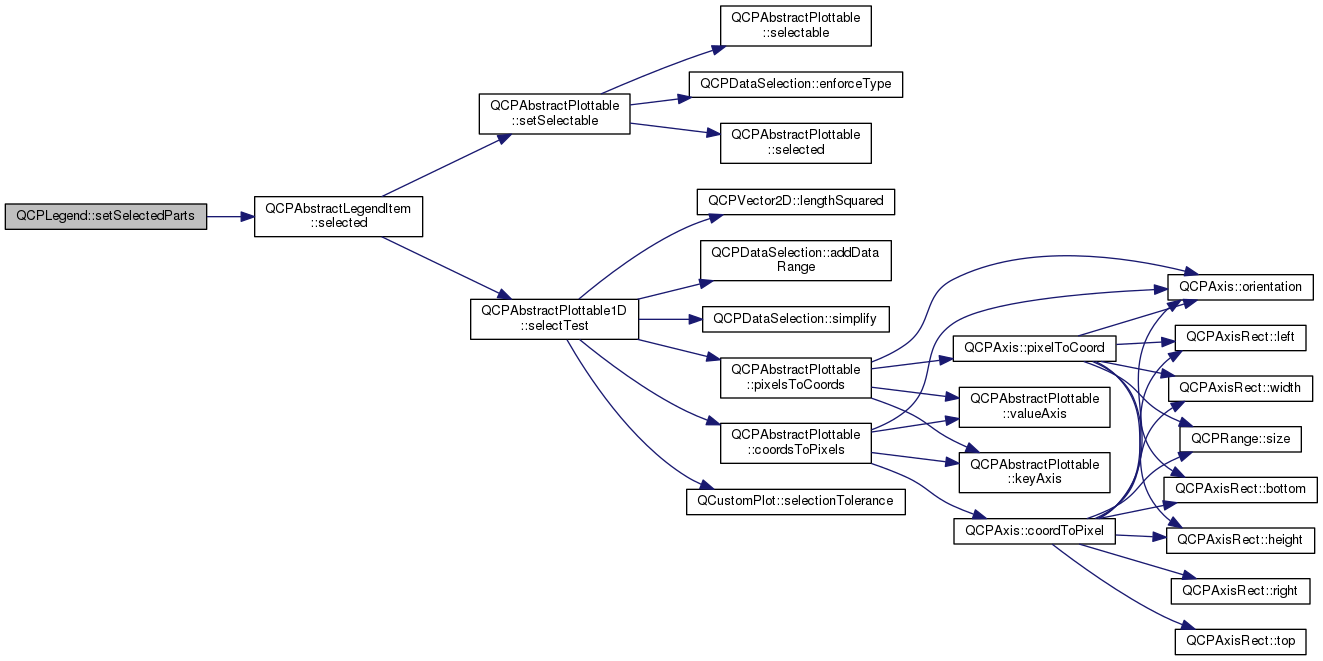 QCPLegend::setSelectedParts
QCPAbstractLegendItem
::selected
QCPAbstractPlottable
::setSelectable
QCPAbstractPlottable1D
::selectTest
QCPAbstractPlottable
::selectable
QCPDataSelection::enforceType
QCPAbstractPlottable
::selected
QCPVector2D::lengthSquared
QCPDataSelection::addData
Range
QCPDataSelection::simplify
QCPAbstractPlottable
::pixelsToCoords
QCPAbstractPlottable
::coordsToPixels
QCustomPlot::selectionTolerance
QCPAxis::pixelToCoord
QCPAbstractPlottable
::valueAxis
QCPAbstractPlottable
::keyAxis
QCPAxis::coordToPixel
QCPAxis::orientation
QCPAxisRect::left
QCPAxisRect::width
QCPRange::size
QCPAxisRect::bottom
QCPAxisRect::height
QCPAxisRect::right
QCPAxisRect::top